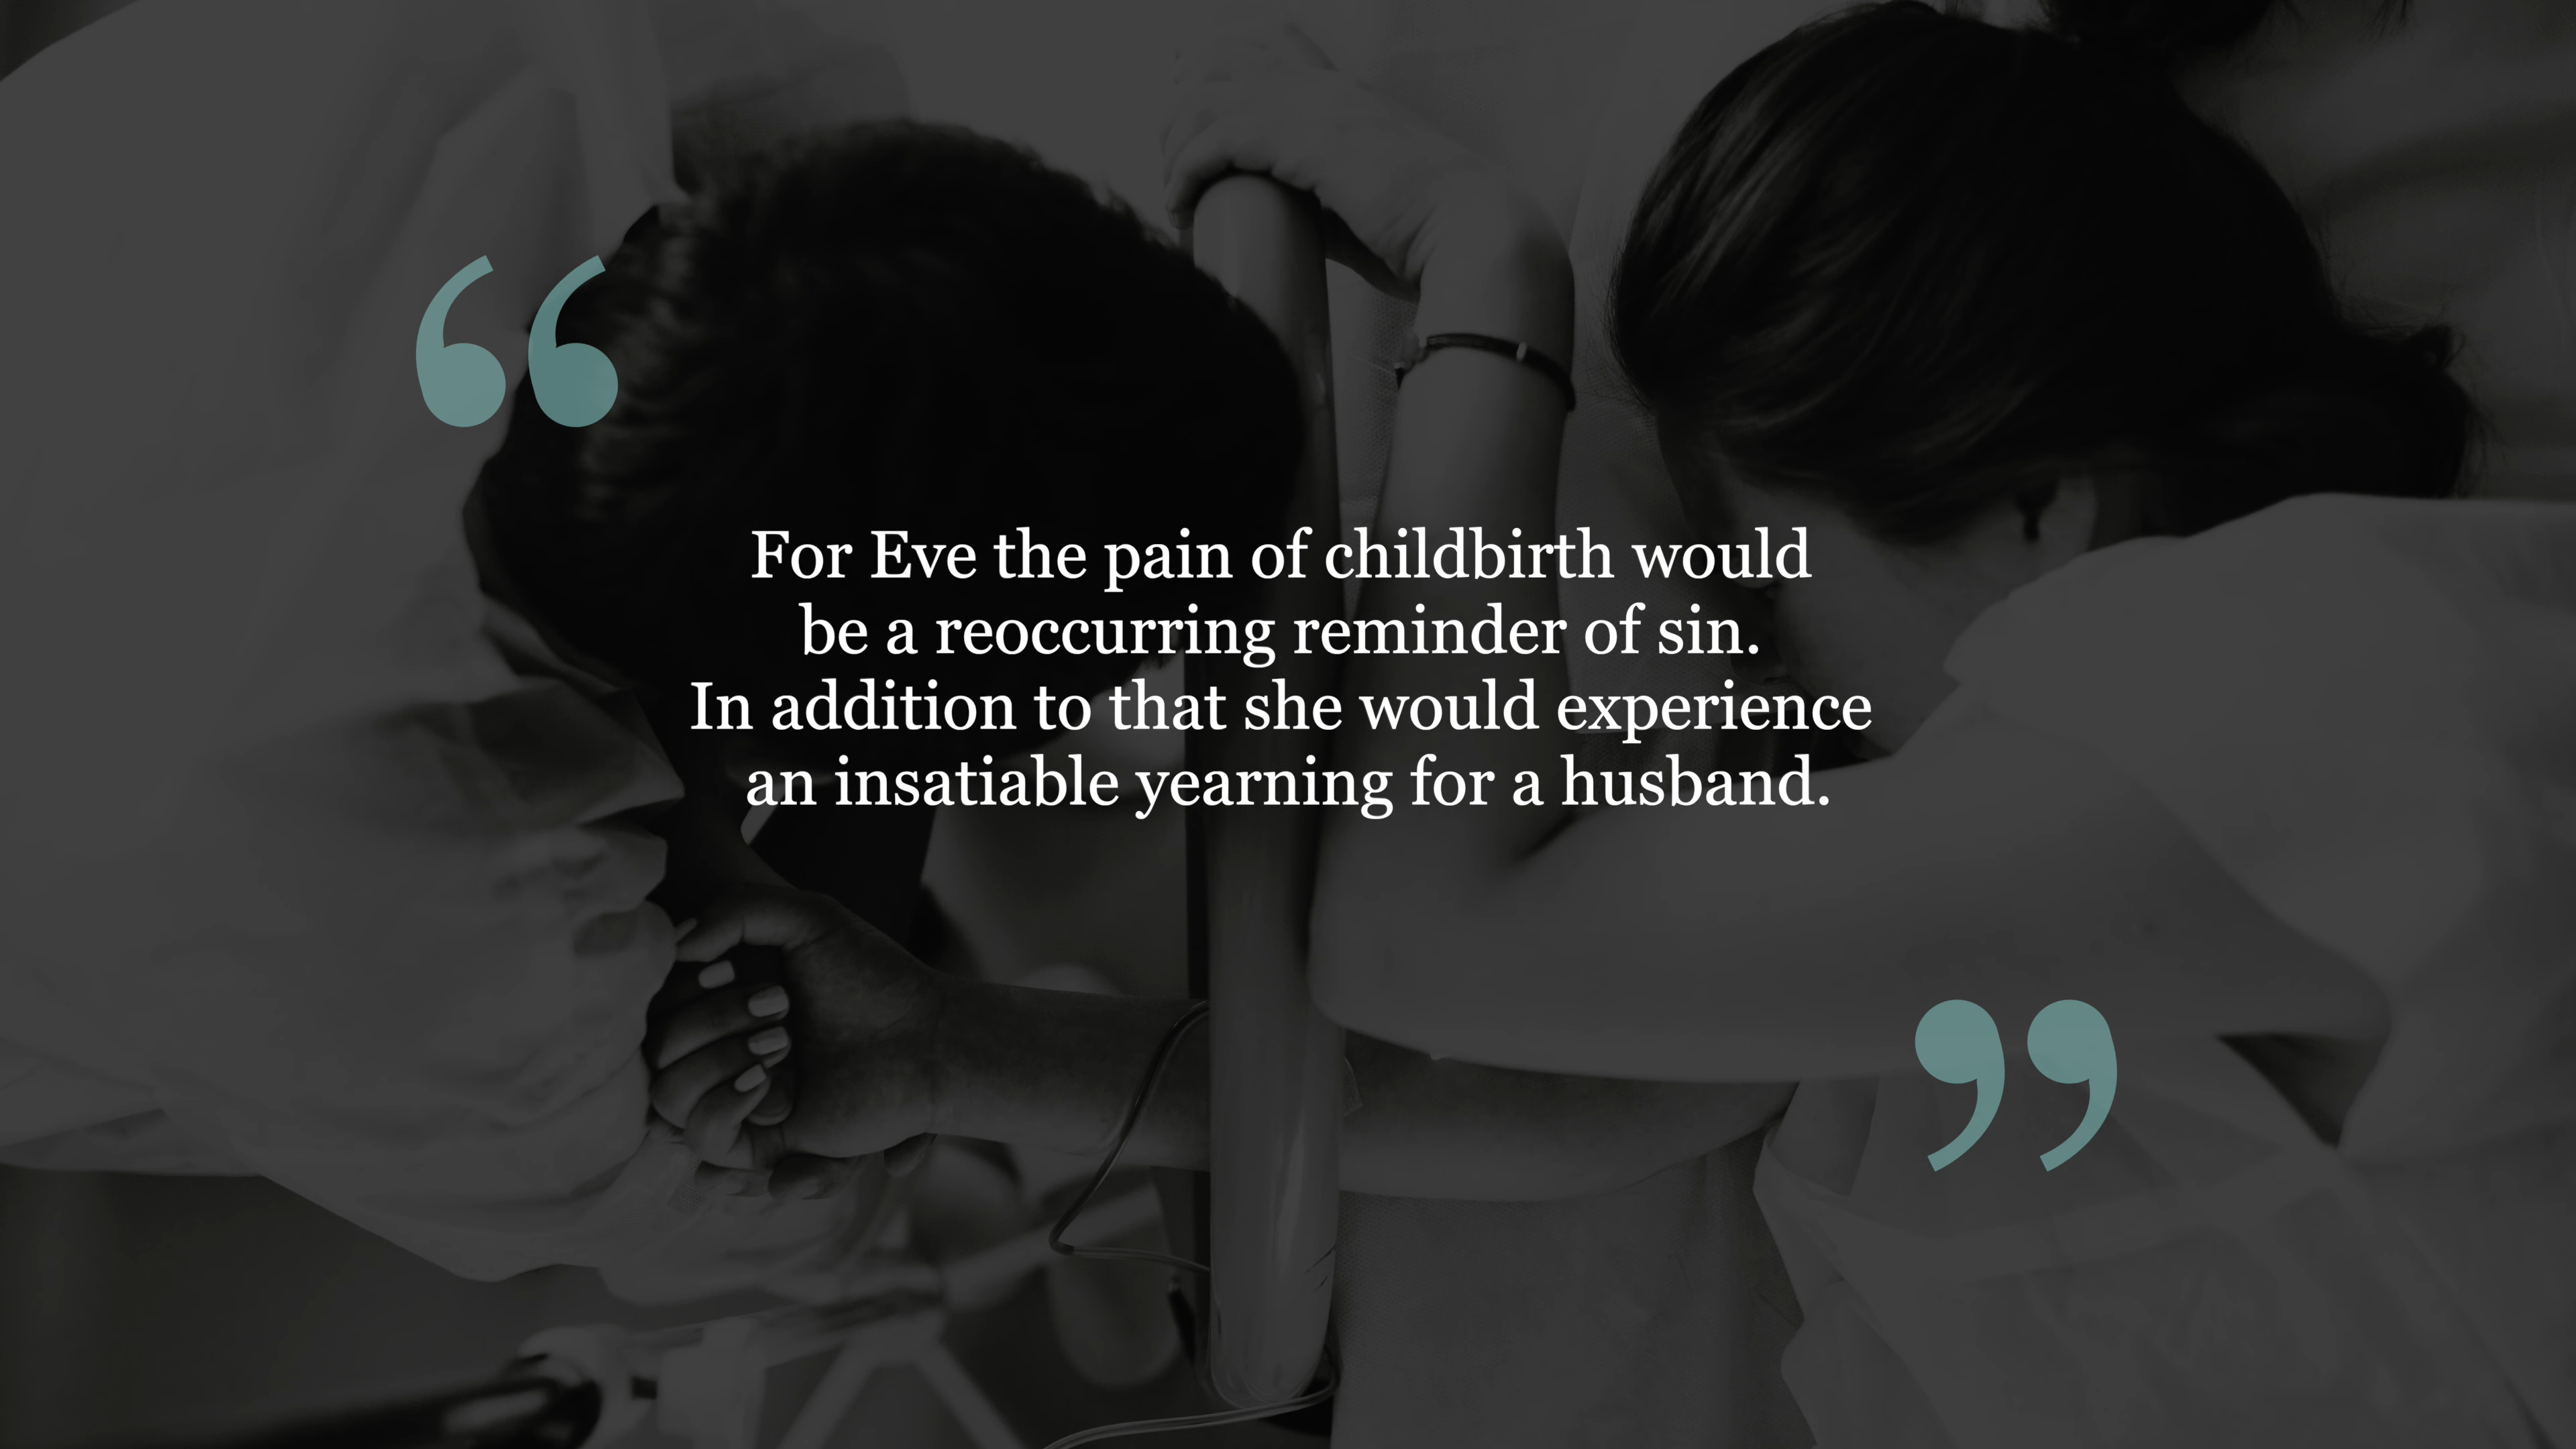 “
For Eve the pain of childbirth would
be a reoccurring reminder of sin.
In addition to that she would experience
an insatiable yearning for a husband.
”